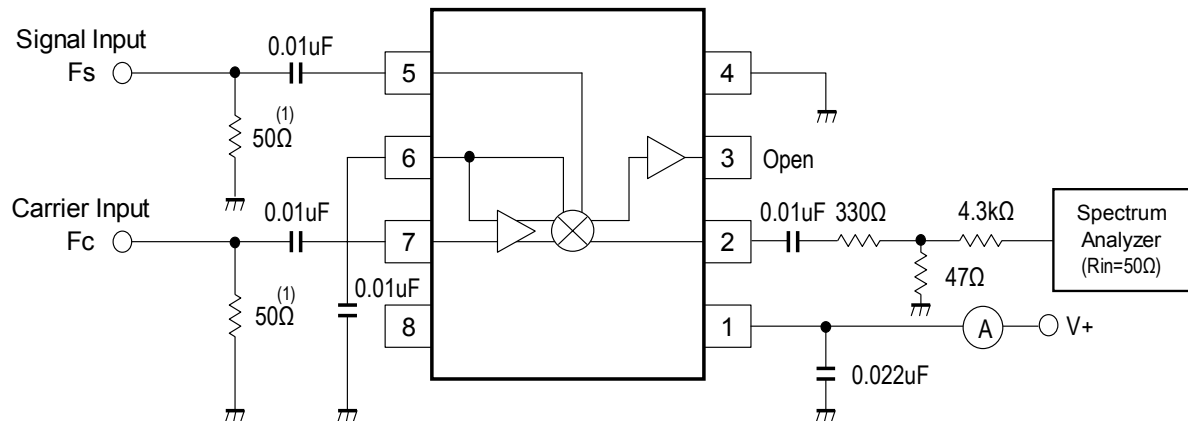 Signal Input
Fs
0.01uF
50Ω (1)
Carrier Input
Fc
0.01uF
50Ω (1)
0.01uF
5
6
7
8
4
3
Open
2
1
0.01uF
330Ω
4.3kΩ
47Ω
Spectrum
Analyzer
(Rin=50Ω)
A
V+
0.022uF